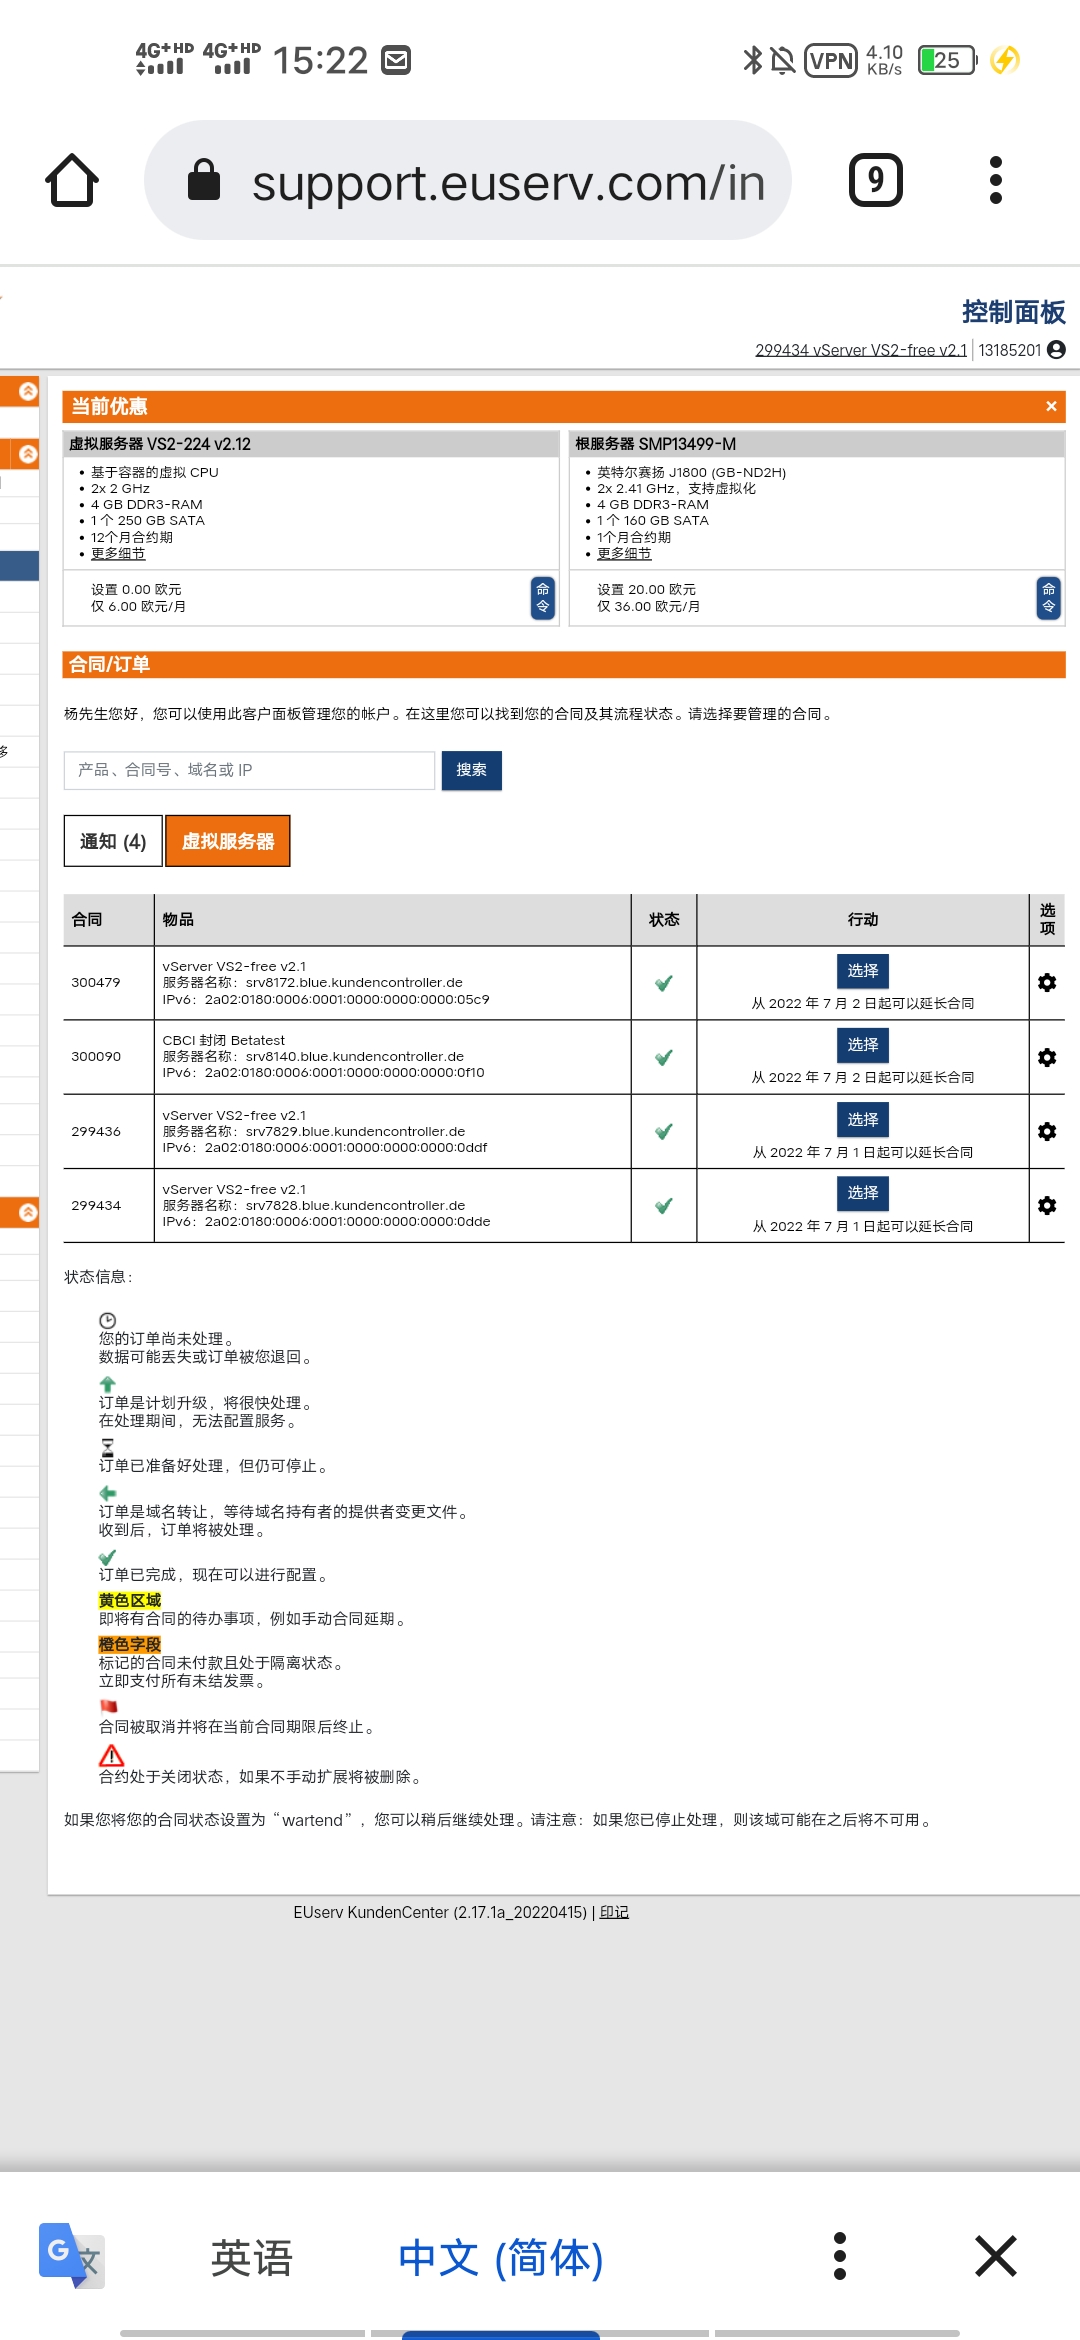 4G+HD 4G+HD 15:22 VPN 4.10 KB/s 25
support.euserv.com/in 9
控制面板
299434 vServer VS2-free v2.1 | 13185201
当前优惠 ×
虚拟服务器 VS2-224 v2.12
• 基于容器的虚拟 CPU
• 2x 2 GHz
• 4 GB DDR3-RAM
• 1 个 250 GB SATA
• 12个月合约期
• 更多细节
设置 0.00 欧元
仅 6.00 欧元/月
命令
根服务器 SMP13499-M
• 英特尔赛扬 J1800 (GB-ND2H)
• 2x 2.41 GHz，支持虚拟化
• 4 GB DDR3-RAM
• 1 个 160 GB SATA
• 1个月合约期
• 更多细节
设置 20.00 欧元
仅 36.00 欧元/月
命令
合同/订单
杨先生您好，您可以使用此客户面板管理您的帐户。在这里您可以找到您的合同及其流程状态。请选择要管理的合同。
多
产品、合同号、域名或 IP 搜索
通知 (4) 虚拟服务器
合同 物品 状态 行动 选项
300479
vServer VS2-free v2.1
服务器名称：srv8172.blue.kundencontroller.de
IPv6：2a02:0180:0006:0001:0000:0000:0000:05c9
选择
从 2022 年 7 月 2 日起可以延长合同
300090
CBCI 封闭 Betatest
服务器名称：srv8140.blue.kundencontroller.de
IPv6：2a02:0180:0006:0001:0000:0000:0000:0f10
选择
从 2022 年 7 月 2 日起可以延长合同
299436
vServer VS2-free v2.1
服务器名称：srv7829.blue.kundencontroller.de
IPv6：2a02:0180:0006:0001:0000:0000:0000:0ddf
选择
从 2022 年 7 月 1 日起可以延长合同
299434
vServer VS2-free v2.1
服务器名称：srv7828.blue.kundencontroller.de
IPv6：2a02:0180:0006:0001:0000:0000:0000:0dde
选择
从 2022 年 7 月 1 日起可以延长合同
状态信息：
您的订单尚未处理。
数据可能丢失或订单被您退回。
订单是计划升级，将很快处理。
在处理期间，无法配置服务。
订单已准备好处理，但仍可停止。
订单是域名转让，等待域名持有者的提供者变更文件。
收到后，订单将被处理。
订单已完成，现在可以进行配置。
黄色区域
即将有合同的待办事项，例如手动合同延期。
橙色字段
标记的合同未付款且处于隔离状态。
立即支付所有未结发票。
合同被取消并将在当前合同期限后终止。
合约处于关闭状态，如果不手动扩展将被删除。
如果您将您的合同状态设置为“wartend”，您可以稍后继续处理。请注意：如果您已停止处理，则该域可能在之后将不可用。
EUserv KundenCenter (2.17.1a_20220415) | 印记
G 文 英语 中文 (简体)